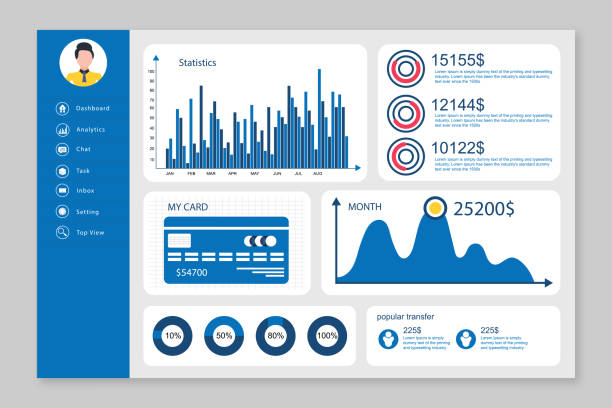 Dashboard
Analytics
Chat
Task
Inbox
Setting
Top View
Statistics
100
90
80
70
60
50
40
30
20
10
JAN FEB MAR APR MAY JUN JUL AUG
15155$
Lorem Ipsum is simply dummy text of the printing and typesetting
industry. Lorem Ipsum has been the industry's standard dummy
text ever since the 1500s
12144$
Lorem Ipsum is simply dummy text of the printing and typesetting
industry. Lorem Ipsum has been the industry's standard dummy
text ever since the 1500s
10122$
Lorem Ipsum is simply dummy text of the printing and typesetting
industry. Lorem Ipsum has been the industry's standard dummy
text ever since the 1500s
MY CARD
$54700
MONTH
25200$
10% 50% 80% 100%
popular transfer
225$
Lorem Ipsum is simply
dummy text of the printing
and typesetting industry
225$
Lorem Ipsum is simply
dummy text of the printing
and typesetting industry